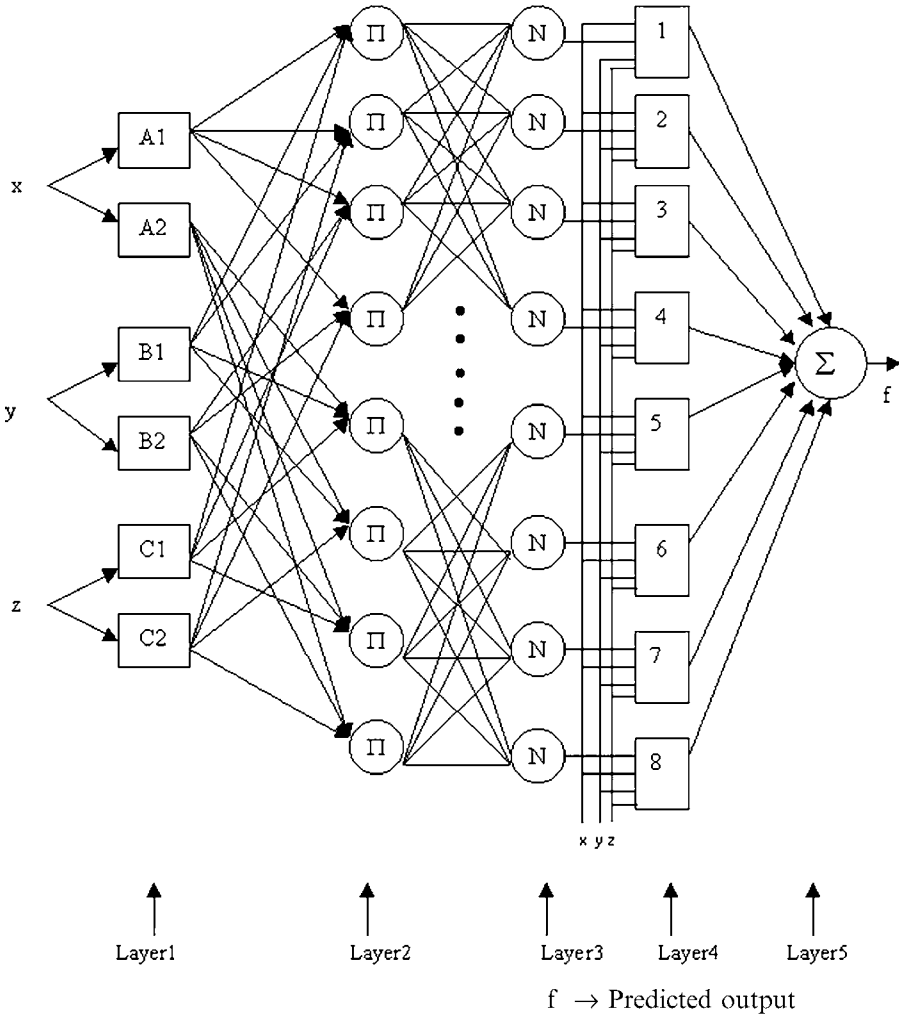 Π N 1
Π N 2
A1
x
Π N 3
A2
Π N 4
B1
Σ
f
y
Π N 5
B2
Π N 6
C1
z
Π N 7
C2
Π N 8
x y z
Layer1 Layer2 Layer3 Layer4 Layer5
f → Predicted output